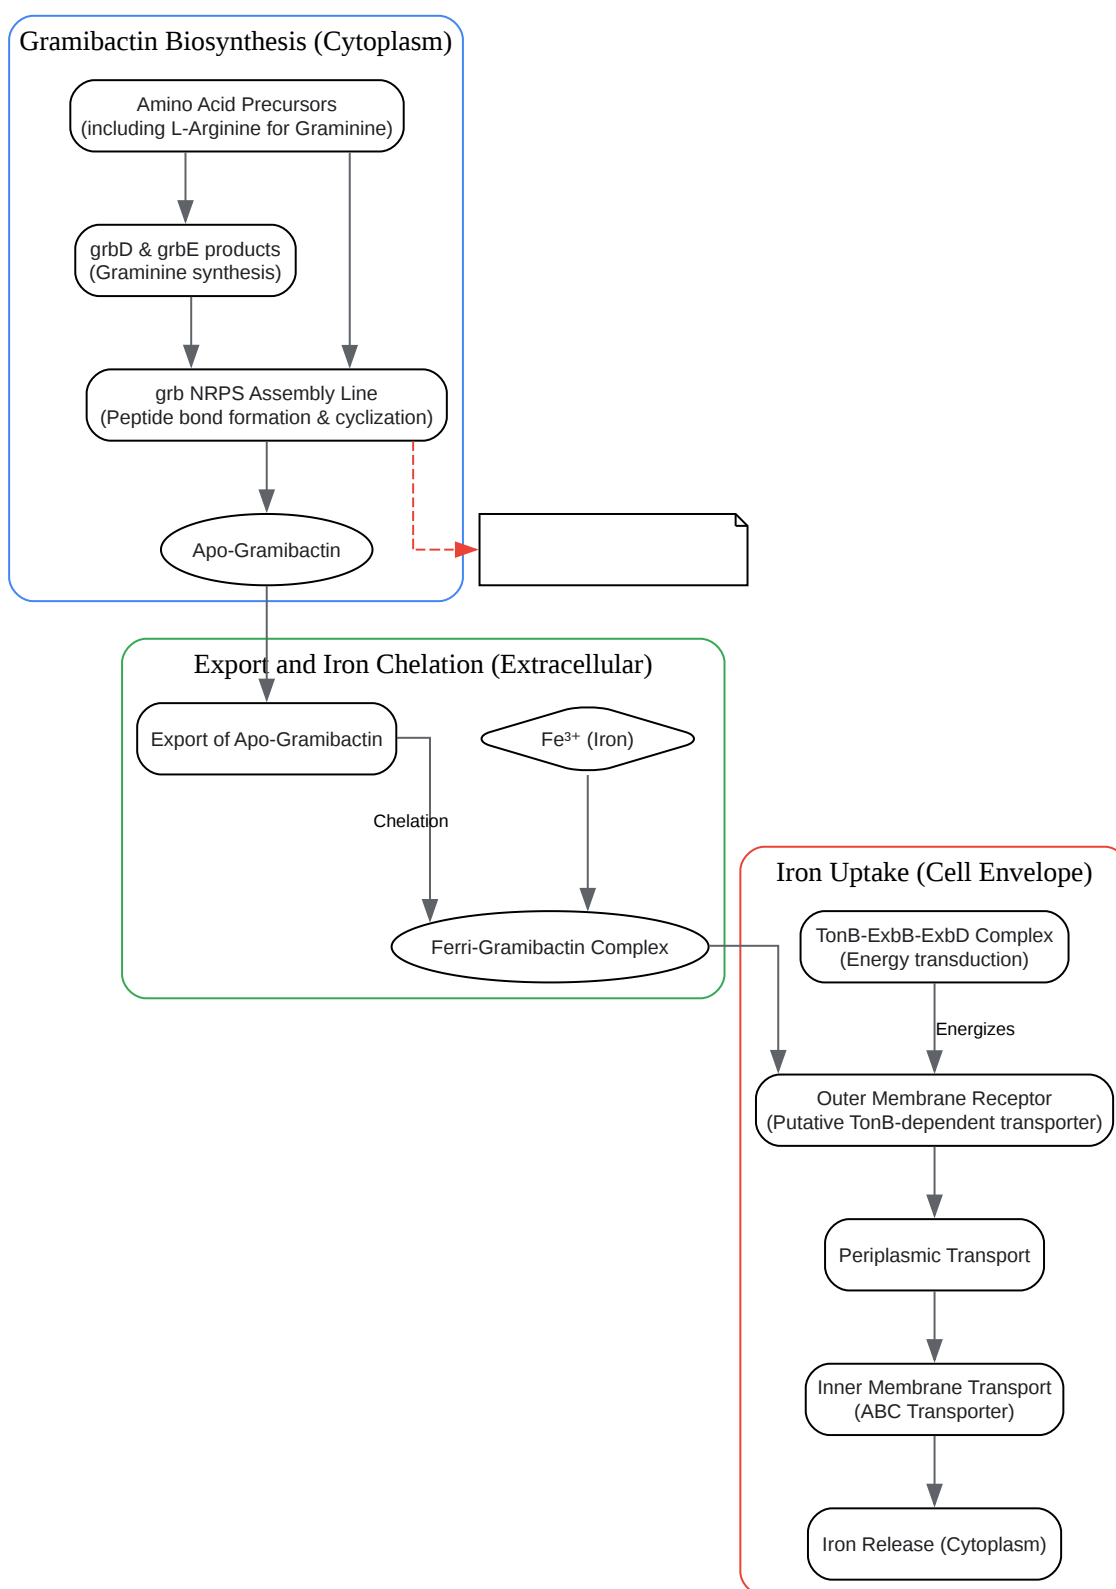 Gramibactin Biosynthesis (Cytoplasm)
Amino Acid Precursors
(including L-Arginine for Graminine)
grbD & grbE products
(Graminine synthesis)
grb NRPS Assembly Line
(Peptide bond formation & cyclization)
Apo-Gramibactin
Export and Iron Chelation (Extracellular)
Export of Apo-Gramibactin
Fe³⁺ (Iron)
Chelation
Ferri-Gramibactin Complex
Iron Uptake (Cell Envelope)
TonB-ExbB-ExbD Complex
(Energy transduction)
Energizes
Outer Membrane Receptor
(Putative TonB-dependent transporter)
Periplasmic Transport
Inner Membrane Transport
(ABC Transporter)
Iron Release (Cytoplasm)